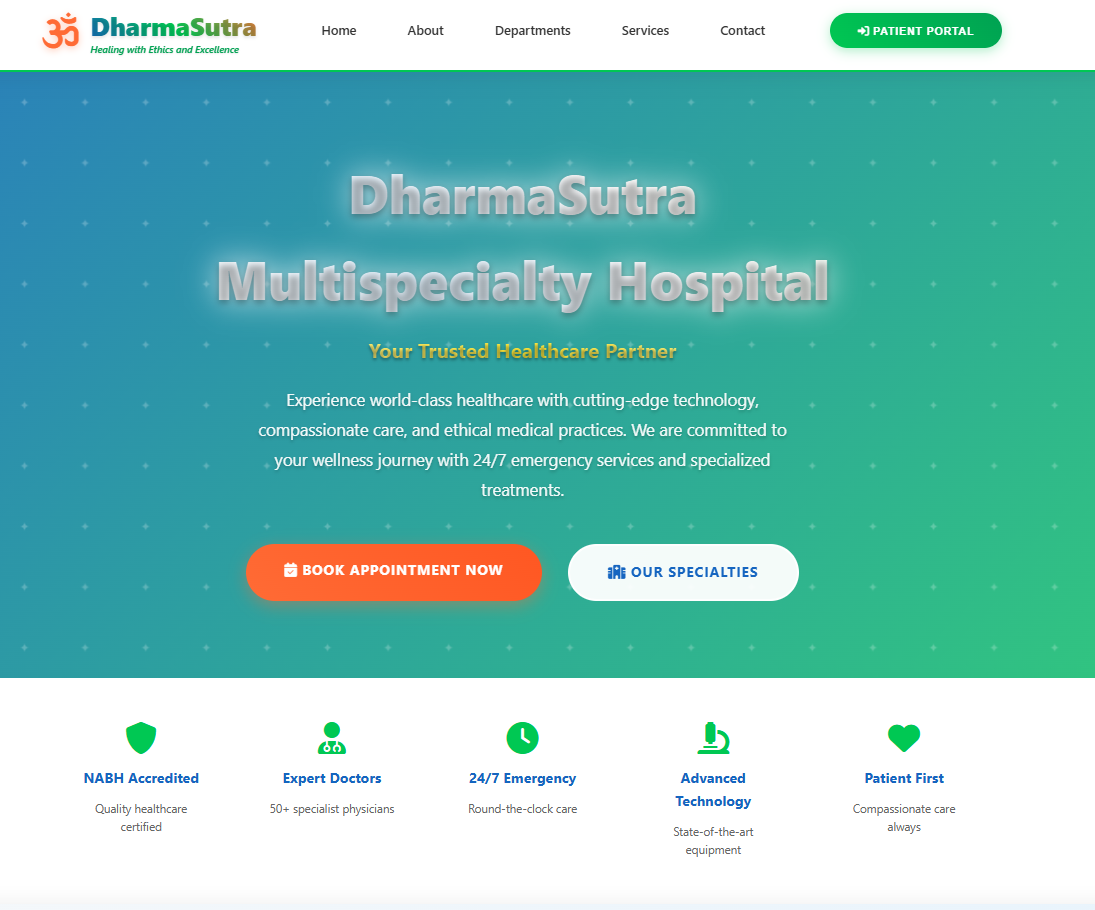 ॐ DharmaSutra
Healing with Ethics and Excellence
Home About Departments Services Contact
PATIENT PORTAL
DharmaSutra
Multispecialty Hospital
Your Trusted Healthcare Partner
Experience world-class healthcare with cutting-edge technology,
compassionate care, and ethical medical practices. We are committed to
your wellness journey with 24/7 emergency services and specialized
treatments.
BOOK APPOINTMENT NOW
OUR SPECIALTIES
NABH Accredited
Quality healthcare
certified
Expert Doctors
50+ specialist physicians
24/7 Emergency
Round-the-clock care
Advanced
Technology
State-of-the-art
equipment
Patient First
Compassionate care
always